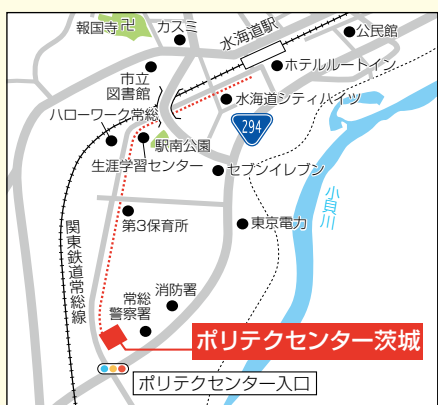 報国寺
カスミ
水海道駅
公民館
ホテルルートイン
市立
図書館
水海道シティハイツ
ハローワーク常総
294
駅南公園
生涯学習センター
セブンイレブン
小貝川
第3保育所
東京電力
関東鉄道常総線
消防署
常総
警察署
ポリテクセンター茨城
ポリテクセンター入口